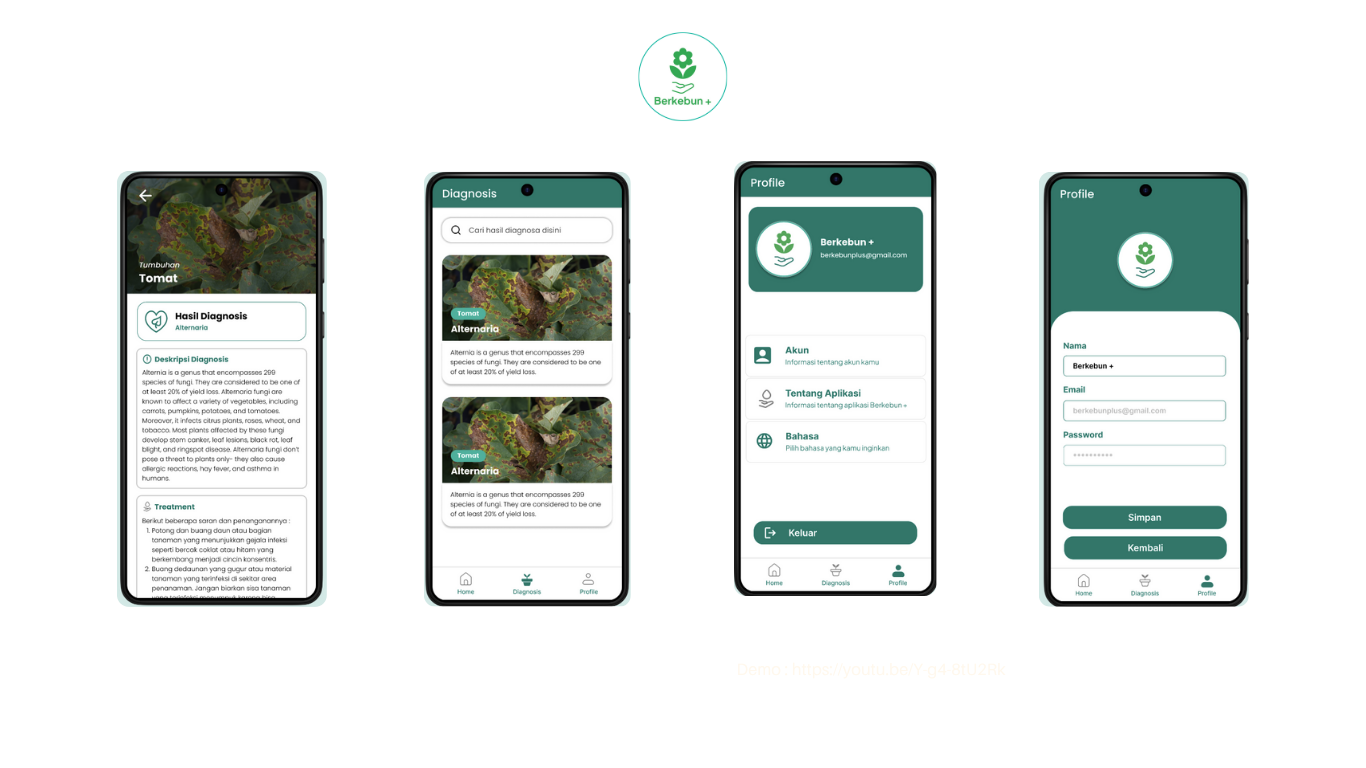 Berkebun +
Tumbuhan
Tomat
Hasil Diagnosis
Alternaria
Deskripsi Diagnosis
Alternia is a genus that encompasses 299
species of fungi. They are considered to be one of
at least 20% of yield loss. Alternaria fungi are
known to affect a variety of vegetables, including
carrots, pumpkins, potatoes, and tomatoes.
Moreover, it infects citrus plants, roses, wheat, and
tobacco. Most plants affected by these fungi
develop stem canker, leaf lesions, black rot, leaf
blight, and ringspot disease. Alternaria fungi don't
pose a threat to plants only- they also cause
allergic reactions, hay fever, and asthma in
humans.
Treatment
Berikut beberapa saran dan penanganannya :
1. Potong dan buang daun atau bagian
tanaman yang menunjukkan gejala infeksi
seperti bercak coklat atau hitam yang
berkembang menjadi cincin konsentris.
2. Buang dedaunan yang gugur atau material
tanaman yang terinfeksi di sekitar area
penanaman. Jangan biarkan sisa tanaman
Diagnosis
Cari hasil diagnosa disini
Tomat
Alternaria
Alternia is a genus that encompasses 299
species of fungi. They are considered to be one
of at least 20% of yield loss.
Tomat
Alternaria
Alternia is a genus that encompasses 299
species of fungi. They are considered to be one
of at least 20% of yield loss.
Home
Diagnosis
Profile
Profile
Berkebun +
berkebunplus@gmail.com
Akun
Informasi tentang akun kamu
Tentang Aplikasi
Informasi tentang aplikasi Berkebun +
Bahasa
Pilih bahasa yang kamu inginkan
Keluar
Home
Diagnosis
Profile
Profile
Nama
Berkebun +
Email
berkebunplus@gmail.com
Password
**********
Simpan
Kembali
Home
Diagnosis
Profile
Demo : https://youtu.be/Y-g4-8tU2Rk